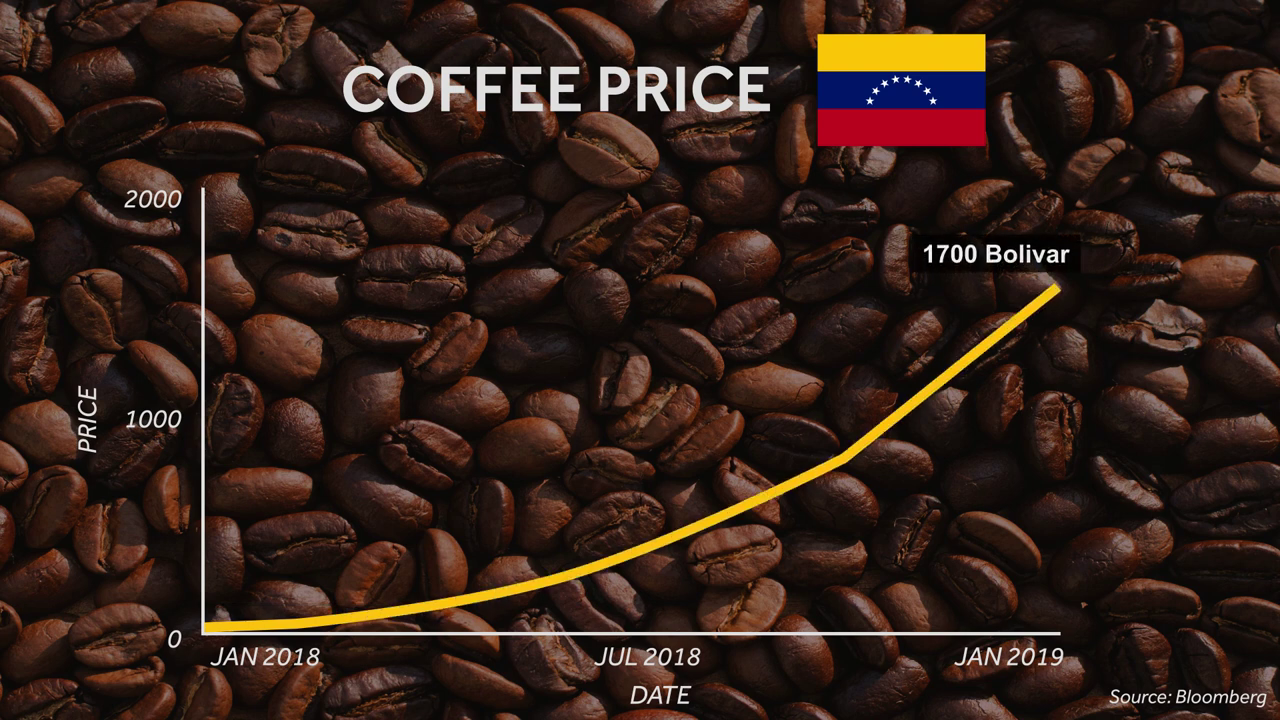 COFFEE PRICE
2000
1700 Bolivar
1000
PRICE
0
JAN 2018
JUL 2018
JAN 2019
DATE
Source: Bloomberg